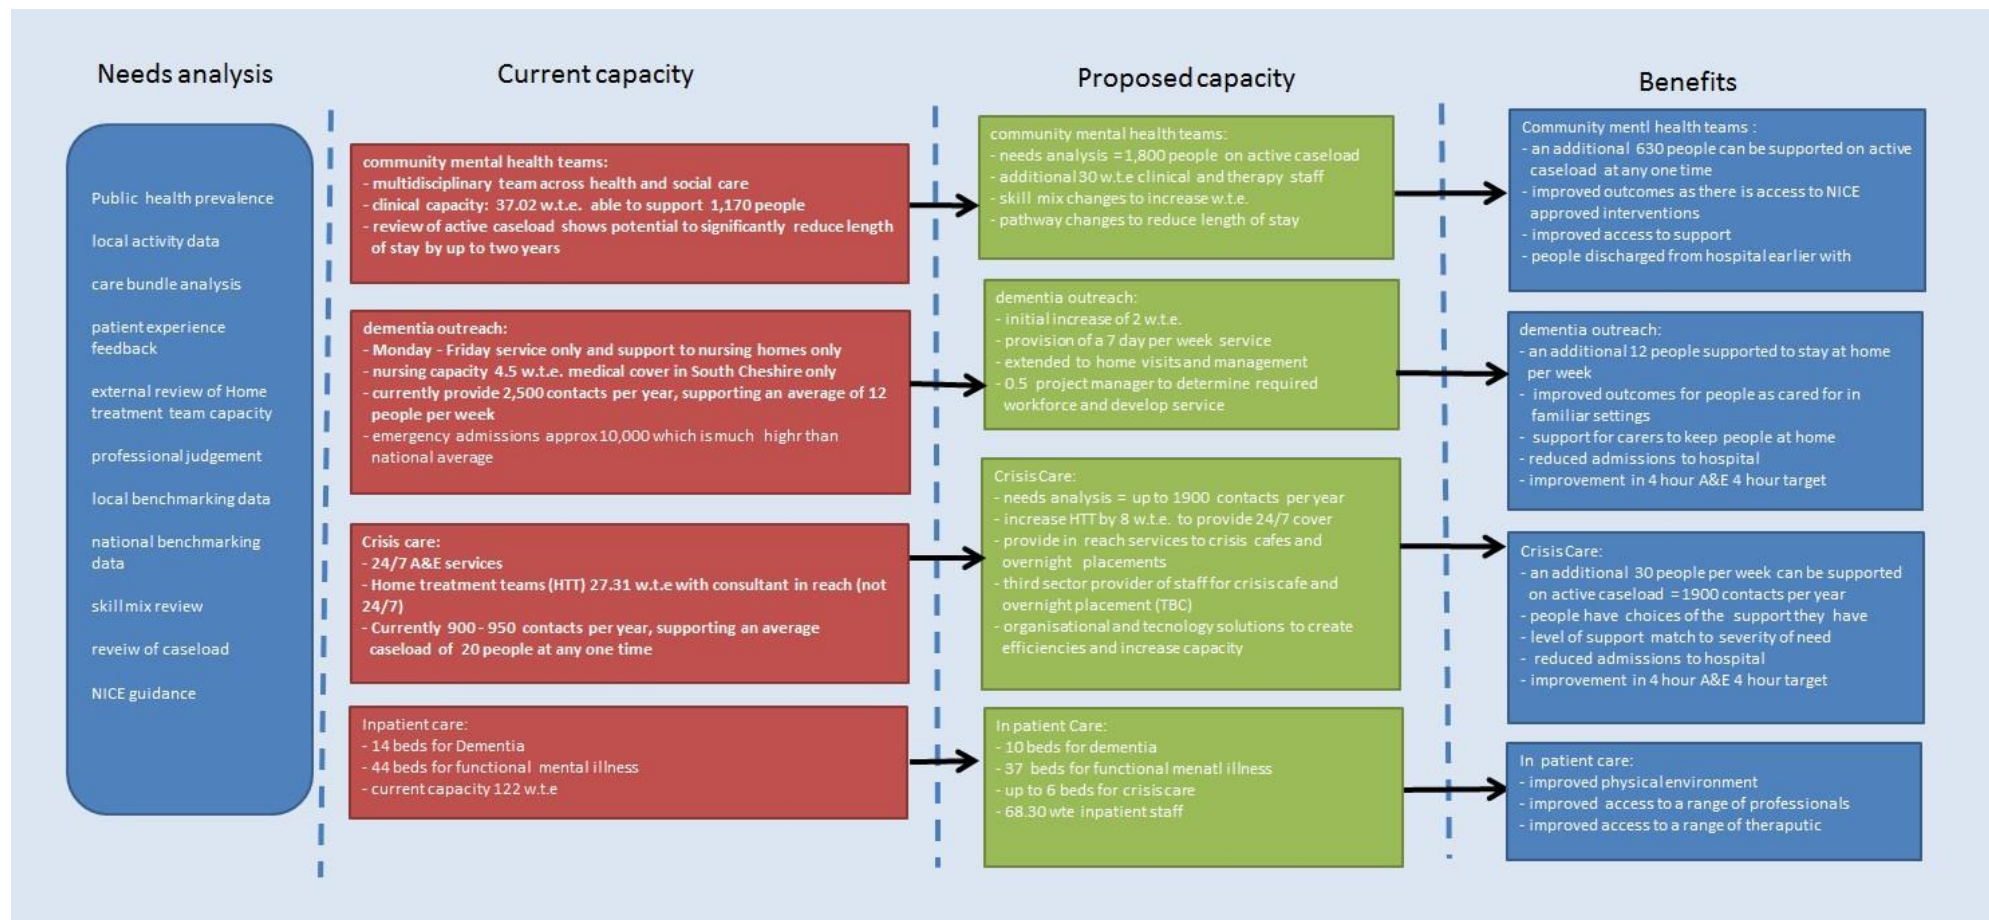 Needs analysis
Public health prevalence
local activity data
care bundle analysis
patient experience
feedback
external review of Home
treatment team capacity
professional judgement
local benchmarking data
national benchmarking
data
skill mix review
reveiw of caseload
NICE guidance
Current capacity
community mental health teams:
- multidisciplinary team across health and social care
- clinical capacity: 37.02 w.t.e. able to support 1,170 people
- review of active caseload shows potential to significantly reduce length
of stay by up to two years
dementia outreach:
- Monday - Friday service only and support to nursing homes only
- nursing capacity 4.5 w.t.e. medical cover in South Cheshire only
- currently provide 2,500 contacts per year, supporting an average of 12
people per week
- emergency admissions approx 10,000 which is much highr than
national average
Crisis care:
- 24/7 A&E services
- Home treatment teams (HTT) 27.31 w.t.e with consultant in reach (not
24/7)
- Currently 900 - 950 contacts per year, supporting an average
caseload of 20 people at any one time
Inpatient care:
- 14 beds for Dementia
- 44 beds for functional mental illness
- current capacity 122 w.t.e
Proposed capacity
community mental health teams:
- needs analysis = 1,800 people on active caseload
- additional 30 w.t.e clinical and therapy staff
- skill mix changes to increase w.t.e.
- pathway changes to reduce length of stay
dementia outreach:
- initial increase of 2 w.t.e.
- provision of a 7 day per week service
- extended to home visits and management
- 0.5 project manager to determine required
workforce and develop service
Crisis Care:
- needs analysis = up to 1900 contacts per year
- increase HTT by 8 w.t.e. to provide 24/7 cover
- provide in reach services to crisis cafes and
overnight placements
- third sector provider of staff for crisis cafe and
overnight placement (TBC)
- organisational and tecnology solutions to create
efficiencies and increase capacity
In patient Care:
- 10 beds for dementia
- 37 beds for functional menatl illness
- up to 6 beds for crisis care
- 68.30 wte inpatient staff
Benefits
Community mentl health teams :
- an additional 630 people can be supported on active
caseload at any one time
- improved outcomes as there is access to NICE
approved interventions
- improved access to support
- people discharged from hospital earlier with
dementia outreach:
- an additional 12 people supported to stay at home
per week
- improved outcomes for people as cared for in
familiar settings
- support for carers to keep people at home
- reduced admissions to hospital
- improvement in 4 hour A&E 4 hour target
Crisis Care:
- an additional 30 people per week can be supported
on active caseload = 1900 contacts per year
- people have choices of the support they have
- level of support match to severity of need
- reduced admissions to hospital
- improvement in 4 hour A&E 4 hour target
In patient care:
- improved physical environment
- improved access to a range of professionals
- improved access to a range of theraputic